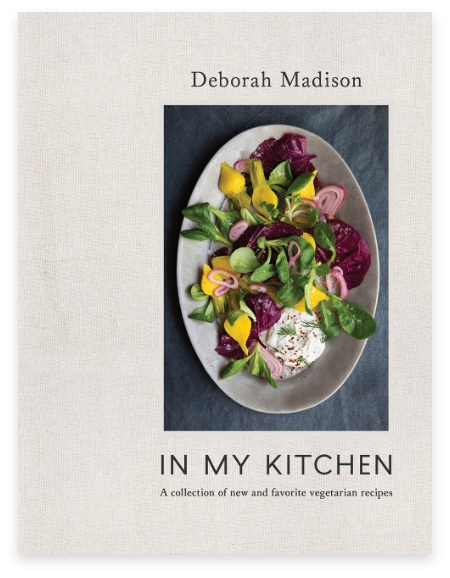 Deborah Madison
IN MY KITCHEN
A collection of new and favorite vegetarian recipes